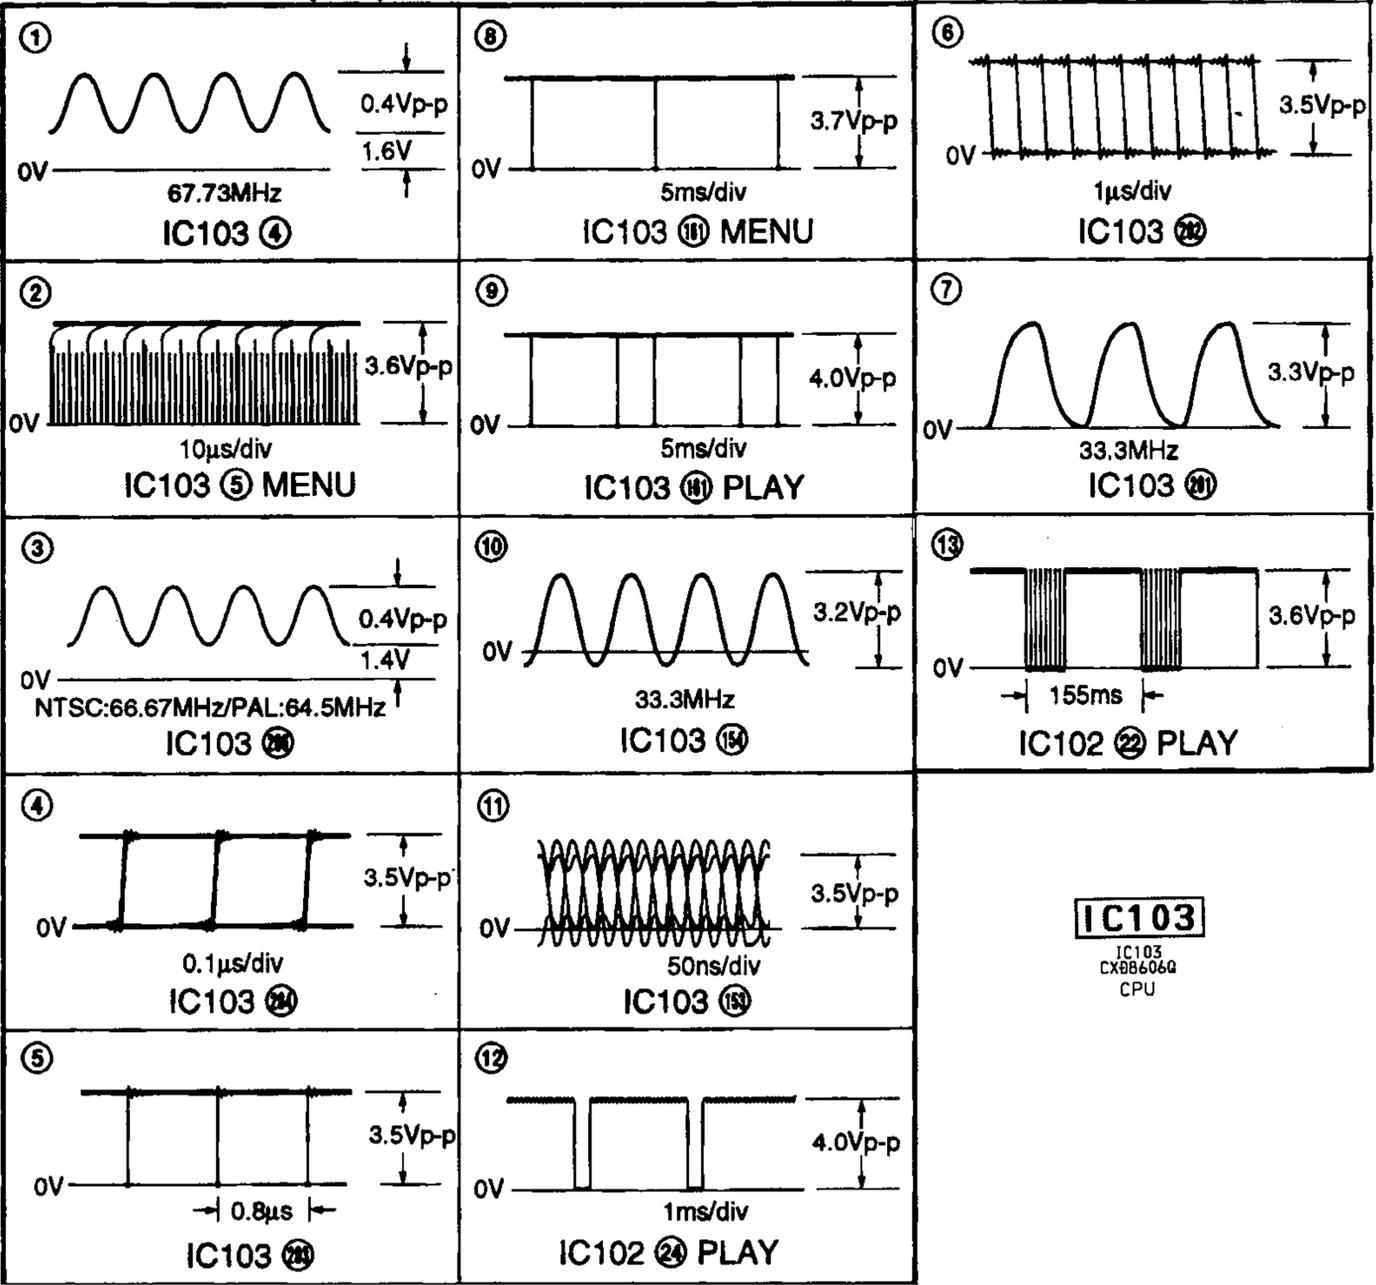 ①
0.4Vp-p
1.6V
0V
67.73MHz
IC103 ④
②
3.6Vp-p
0V
10μs/div
IC103 ⑤ MENU
③
0.4Vp-p
1.4V
0V
NTSC:66.67MHz/PAL:64.5MHz
IC103
④
3.5Vp-p
0V
0.1μs/div
IC103
⑤
3.5Vp-p
0V
0.8μs
IC103
⑧
3.7Vp-p
0V
5ms/div
IC103 MENU
⑨
4.0Vp-p
0V
5ms/div
IC103 PLAY
⑩
3.2Vp-p
0V
33.3MHz
IC103 154
⑪
3.5Vp-p
0V
50ns/div
IC103 153
⑫
4.0Vp-p
0V
1ms/div
IC102 ㉔ PLAY
⑥
3.5Vp-p
0V
1μs/div
IC103 202
⑦
3.3Vp-p
0V
33.3MHz
IC103 201
⑬
3.6Vp-p
0V
155ms
IC102 ㉒ PLAY
IC103
IC103
CPU